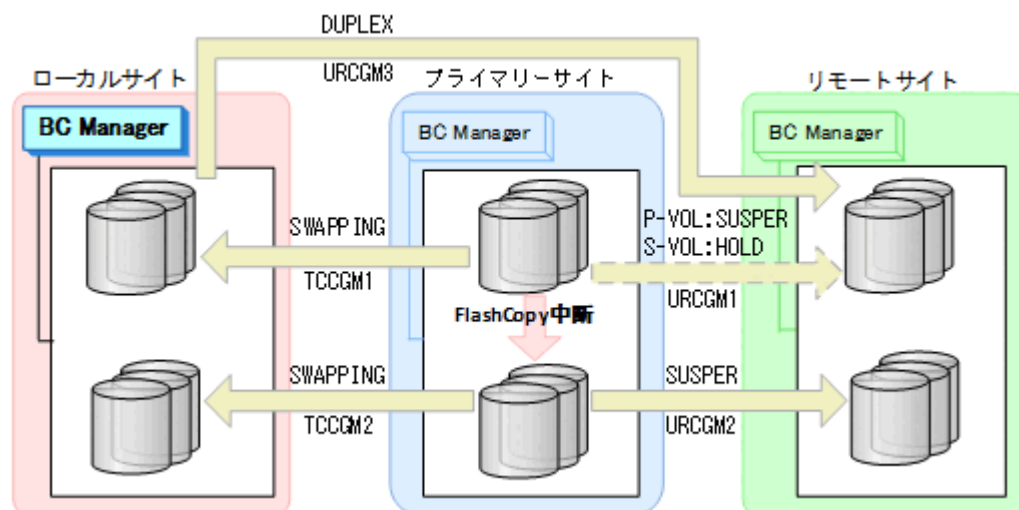 DUPLEX
URCGM3
ローカルサイト
プライマリーサイト
リモートサイト
BC Manager
BC Manager
BC Manager
SWAPPING
TCCGM1
P-VOL:SUSPER
S-VOL:HOLD
URCGM1
FlashCopy中断
SWAPPING
TCCGM2
SUSPER
URCGM2